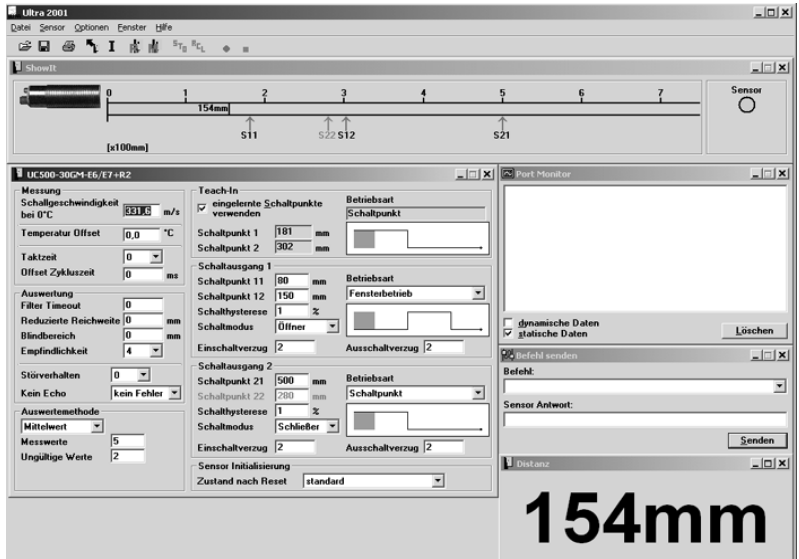 Ultra 2001
Datei Sensor Optionen Fenster Hilfe
STO RCL
ShowIt
0 1 2 3 4 5 6 7
154mm
S11 S22 S12 S21
[x100mm]
Sensor
UC500-30GM-E6/E7+R2
Messung
Schallgeschwindigkeit
bei 0°C 331,6 m/s
Temperatur Offset 0,0 °C
Taktzeit 0
Offset Zykluszeit 0 ms
Auswertung
Filter Timeout 0
Reduzierte Reichweite 0 mm
Blindbereich 0 mm
Empfindlichkeit 4
Störverhalten 0
Kein Echo kein Fehler
Auswertemethode
Mittelwert
Messwerte 5
Ungültige Werte 2
Teach-In
eingelernte Schaltpunkte
verwenden
Betriebsart
Schaltpunkt
Schaltpunkt 1 181 mm
Schaltpunkt 2 302 mm
Schaltausgang 1
Schaltpunkt 11 80 mm
Betriebsart
Schaltpunkt 12 150 mm
Fensterbetrieb
Schalthysterese 1 %
Schaltmodus Öffner
Einschaltverzug 2
Ausschaltverzug 2
Schaltausgang 2
Schaltpunkt 21 500 mm
Betriebsart
Schaltpunkt 22 280 mm
Schaltpunkt
Schalthysterese 1 %
Schaltmodus Schließer
Einschaltverzug 2
Ausschaltverzug 2
Sensor Initialisierung
Zustand nach Reset standard
Port Monitor
dynamische Daten
statische Daten
Löschen
Befehl senden
Befehl:
Sensor Antwort:
Senden
Distanz
154mm